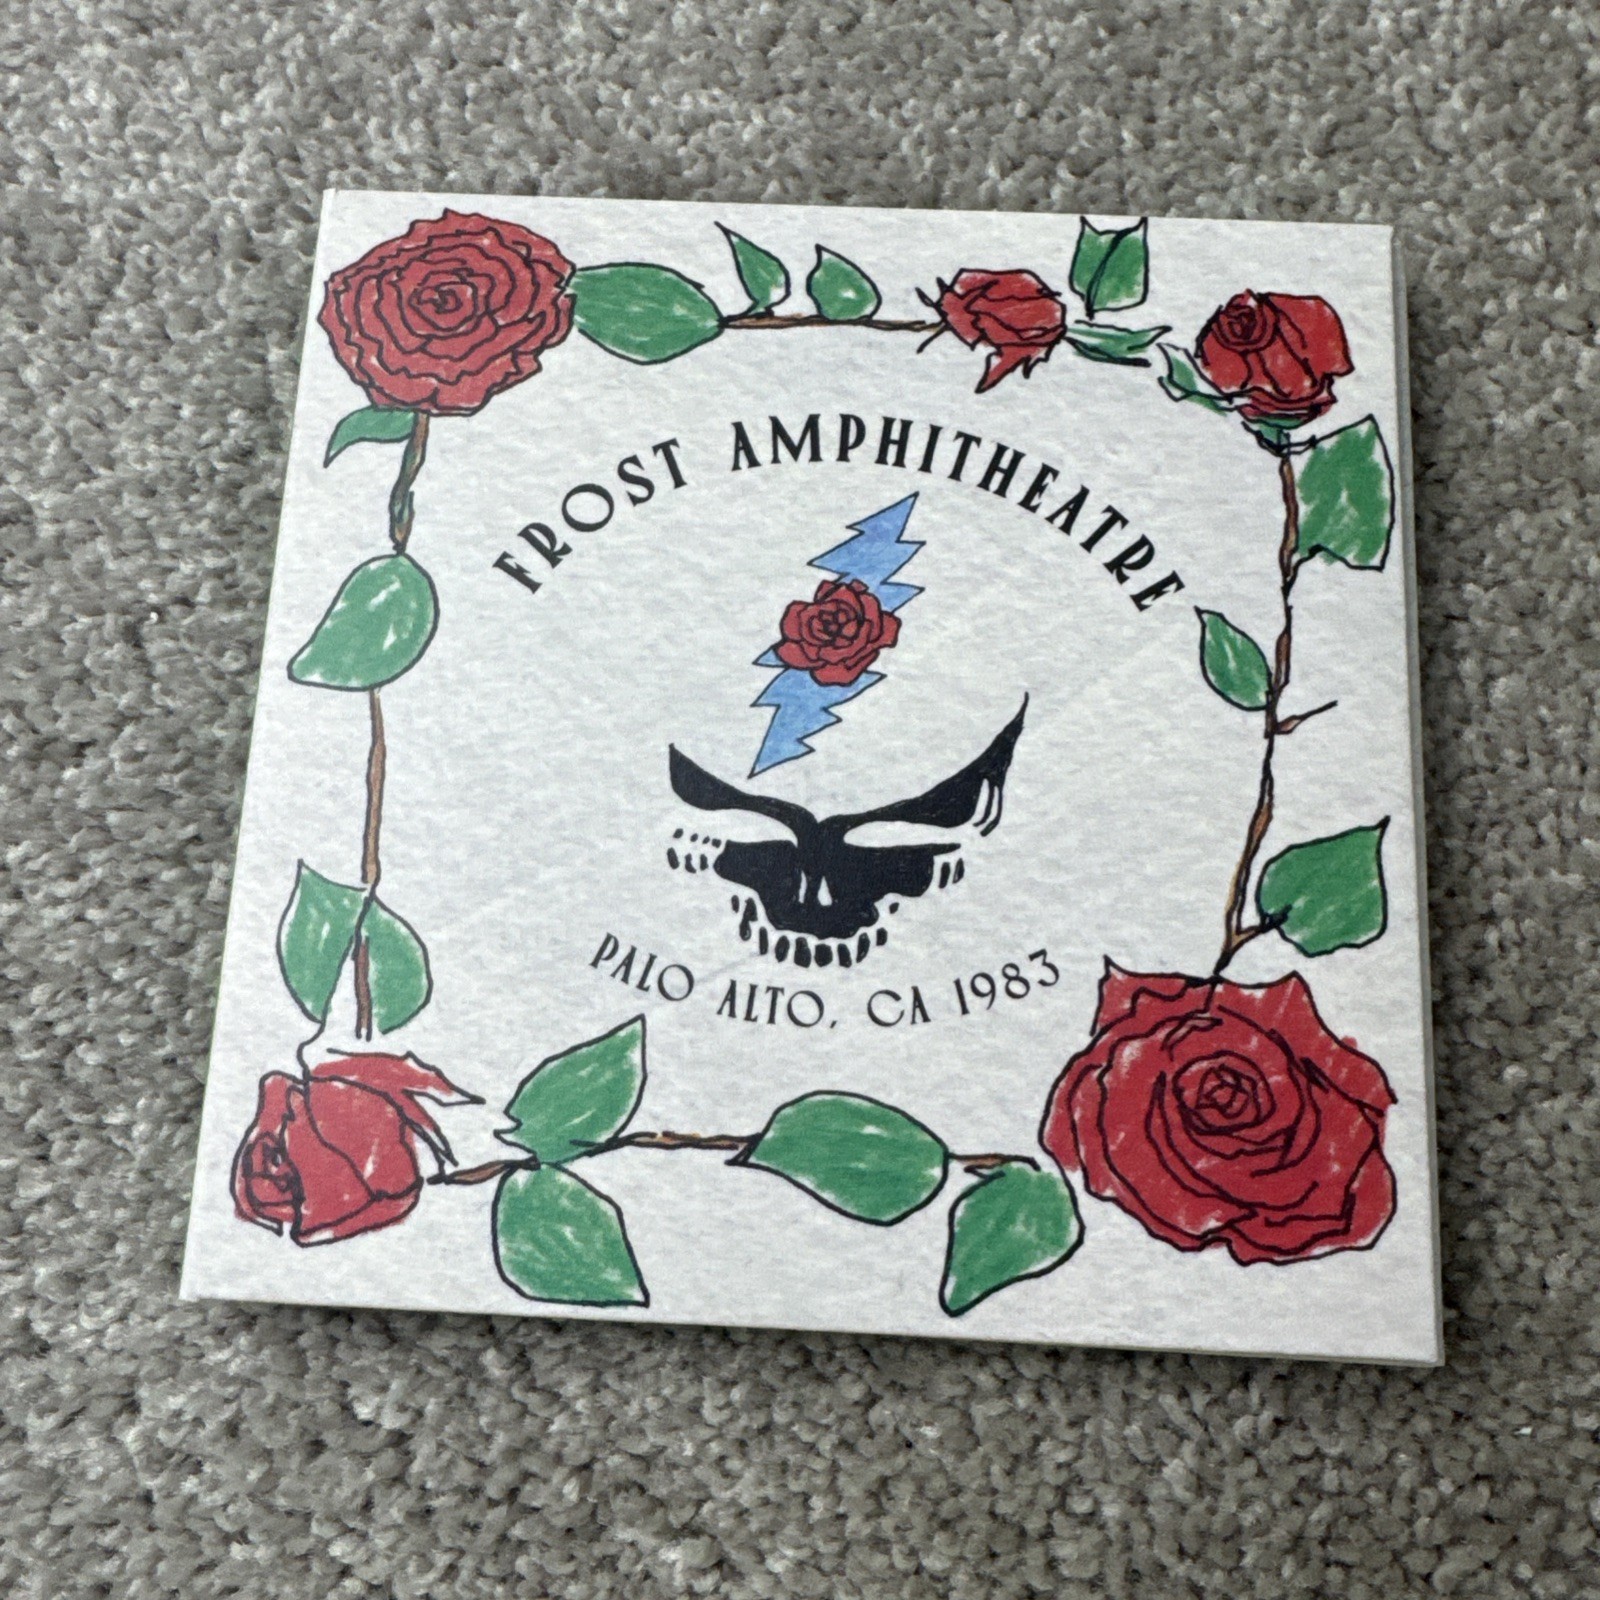 FROST AMPHITHEATRE
PALO ALTO, CA 1983